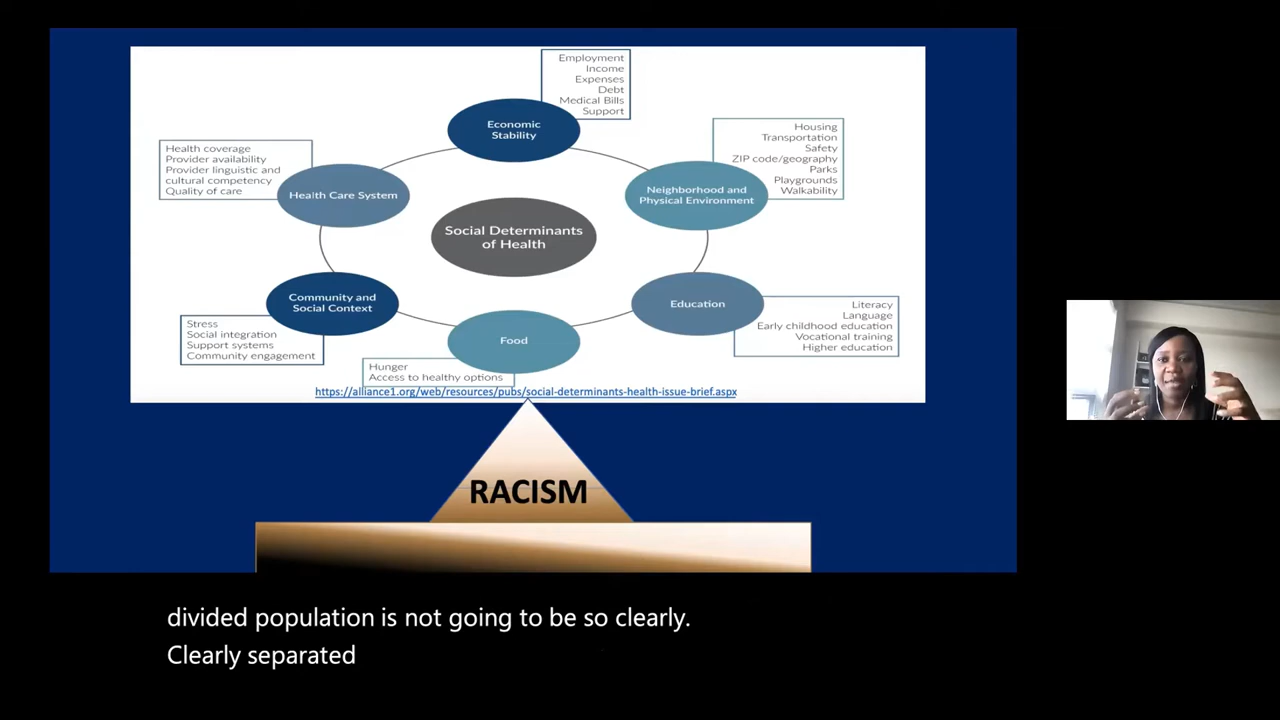 Employment
Income
Expenses
Debt
Medical Bills
Support
Economic
Stability
Health coverage
Provider availability
Provider linguistic and
cultural competency
Quality of care
Health Care System
Housing
Transportation
Safety
ZIP code/geography
Parks
Playgrounds
Walkability
Neighborhood and
Physical Environment
Social Determinants
of Health
Community and
Social Context
Stress
Social integration
Support systems
Community engagement
Education
Literacy
Language
Early childhood education
Vocational training
Higher education
Food
Hunger
Access to healthy options
https://alliance1.org/web/resources/pubs/social-determinants-health-issue-brief.aspx
RACISM
divided population is not going to be so clearly.
Clearly separated